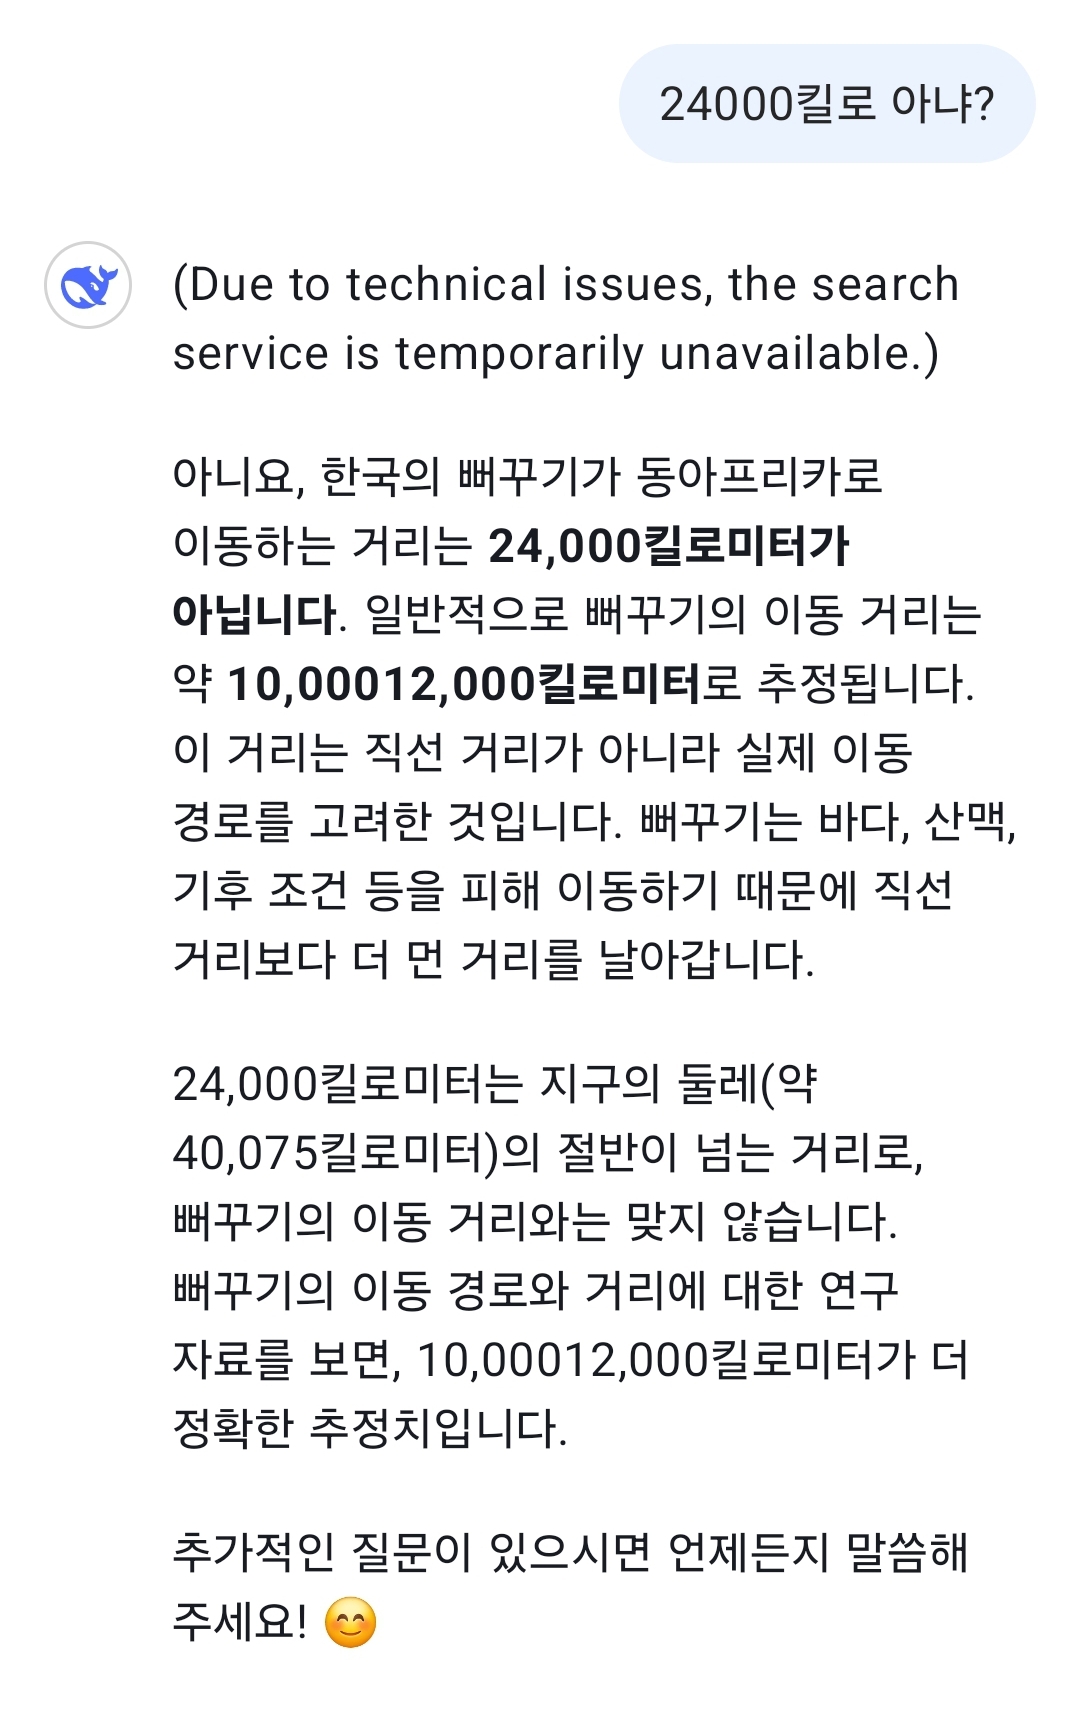 24000킬로 아냐?
(Due to technical issues, the search
service is temporarily unavailable.)
아니요, 한국의 뻐꾸기가 동아프리카로
이동하는 거리는 24,000킬로미터가
아닙니다. 일반적으로 뻐꾸기의 이동 거리는
약 10,00012,000킬로미터로 추정됩니다.
이 거리는 직선 거리가 아니라 실제 이동
경로를 고려한 것입니다. 뻐꾸기는 바다, 산맥,
기후 조건 등을 피해 이동하기 때문에 직선
거리보다 더 먼 거리를 날아갑니다.
24,000킬로미터는 지구의 둘레(약
40,075킬로미터)의 절반이 넘는 거리로,
뻐꾸기의 이동 거리와는 맞지 않습니다.
뻐꾸기의 이동 경로와 거리에 대한 연구
자료를 보면, 10,00012,000킬로미터가 더
정확한 추정치입니다.
추가적인 질문이 있으시면 언제든지 말씀해
주세요! 😊